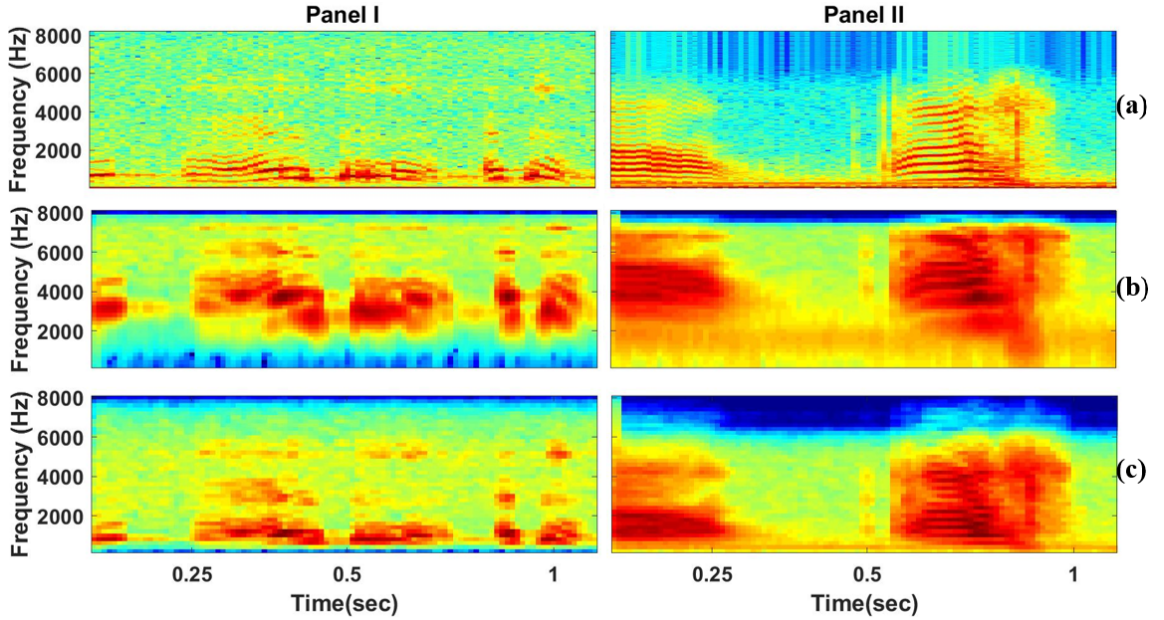 Panel I Panel II
Frequency (Hz) 8000 6000 4000 2000 (a)
Frequency (Hz) 8000 6000 4000 2000 (b)
Frequency (Hz) 8000 6000 4000 2000 (c)
0.25 0.5 1 0.25 0.5 1
Time(sec) Time(sec)